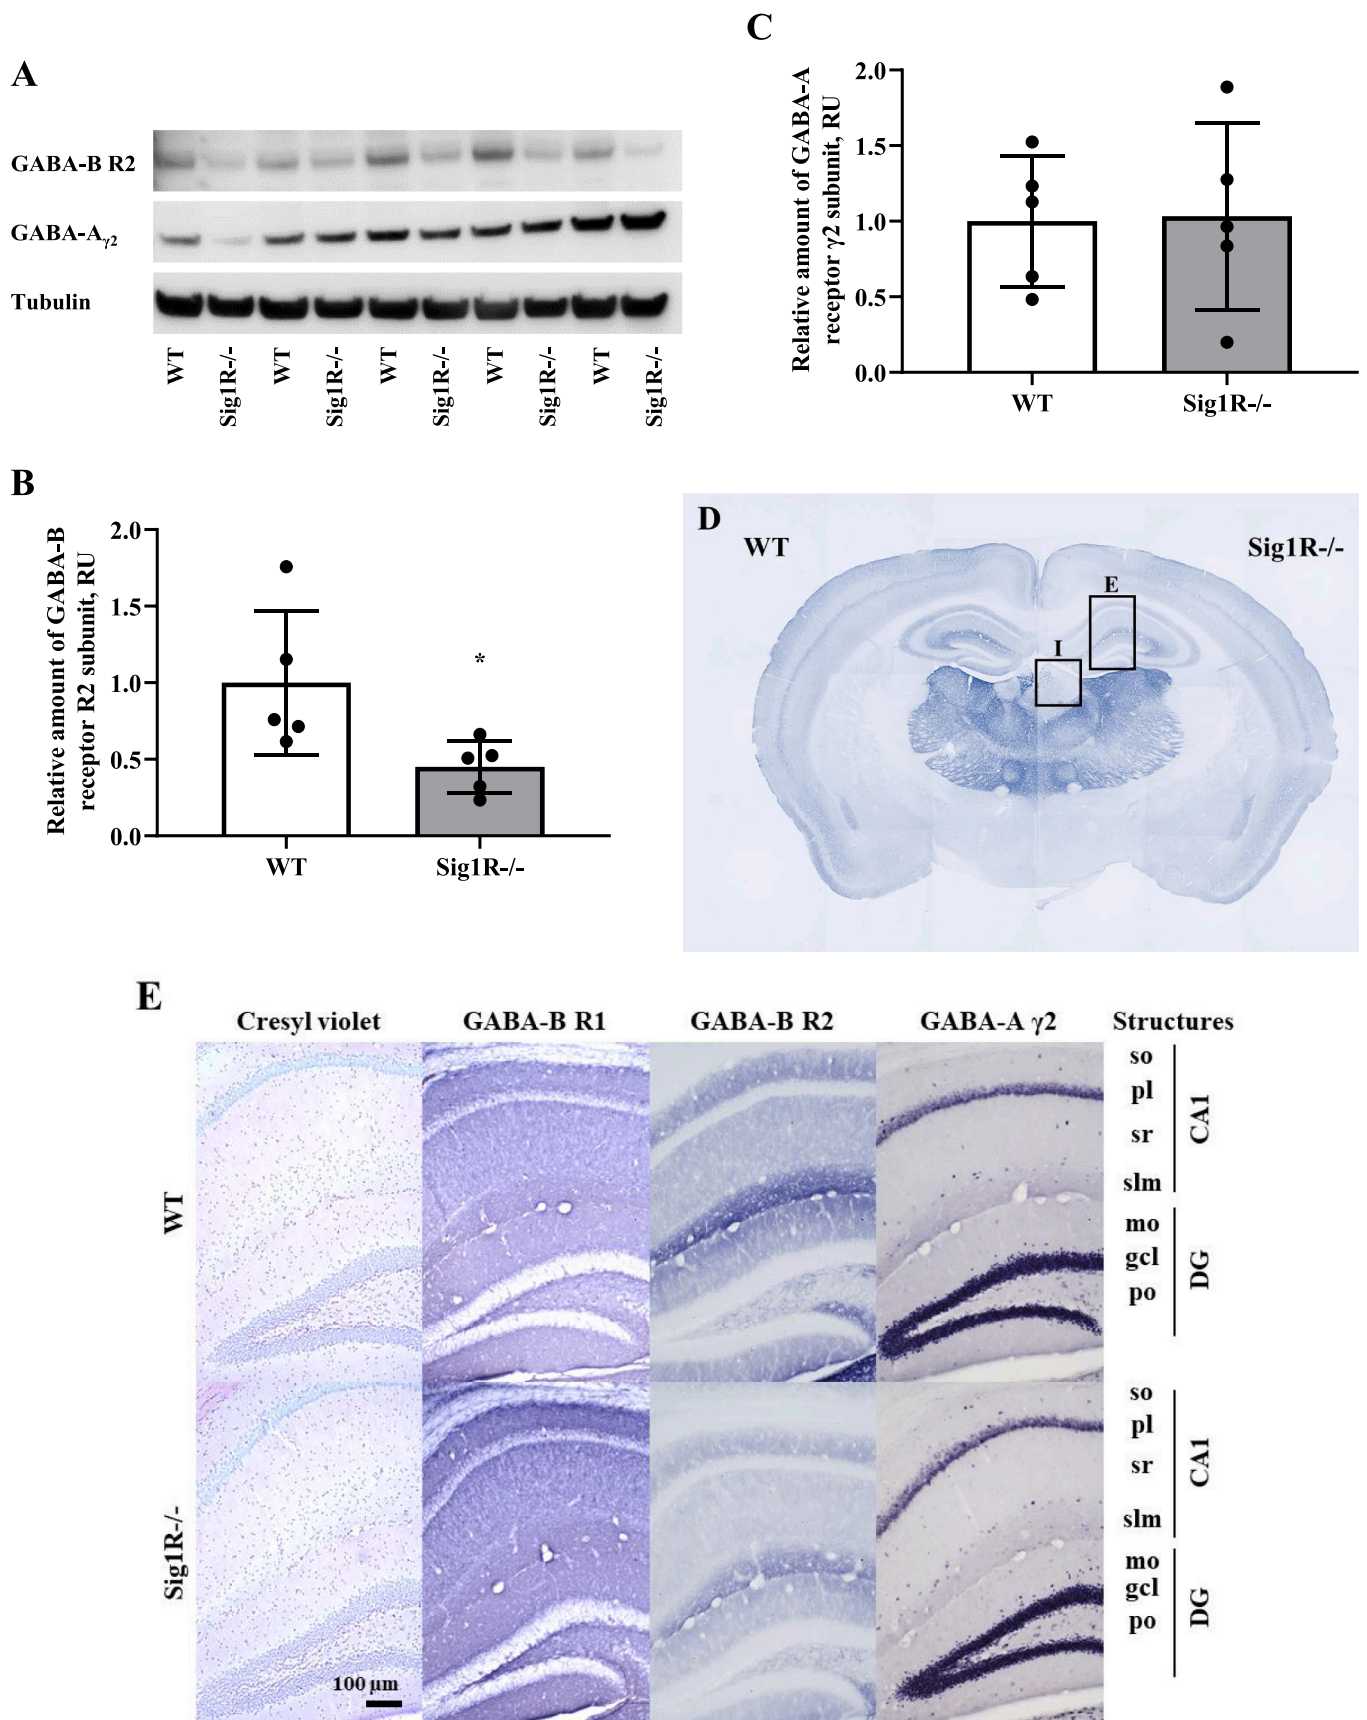 A
GABA-B R2
GABA-Aγ2
Tubulin
WT
Sig1R-/-
WT
Sig1R-/-
WT
Sig1R-/-
WT
Sig1R-/-
WT
Sig1R-/-
C
Relative amount of GABA-A
receptor γ2 subunit, RU
2.0
1.5
1.0
0.5
0.0
WT
Sig1R-/-
B
Relative amount of GABA-B
receptor R2 subunit, RU
2.0
1.5
1.0
0.5
0.0
*
WT
Sig1R-/-
D
WT
Sig1R-/-
E
I
E
Cresyl violet GABA-B R1 GABA-B R2 GABA-A γ2 Structures
WT
so
pl
sr
slm
CA1
mo
gcl
po
DG
Sig1R-/-
so
pl
sr
slm
CA1
mo
gcl
po
DG
100 µm